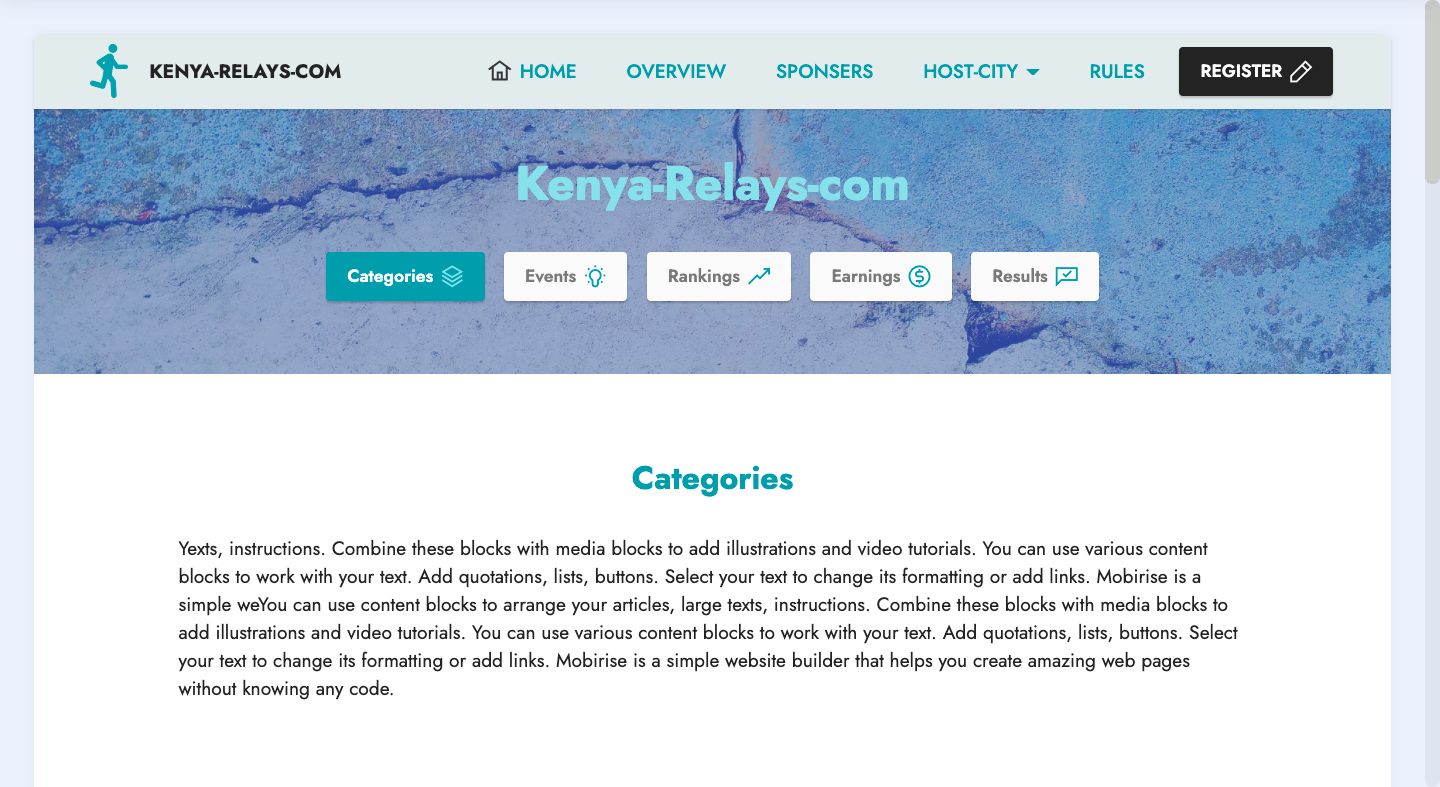 KENYA-RELAYS-COM HOME OVERVIEW SPONSERS HOST-CITY RULES REGISTER
Kenya-Relays-com
Categories Events Rankings Earnings Results
Categories
Yexts, instructions. Combine these blocks with media blocks to add illustrations and video tutorials. You can use various content
blocks to work with your text. Add quotations, lists, buttons. Select your text to change its formatting or add links. Mobirise is a
simple weYou can use content blocks to arrange your articles, large texts, instructions. Combine these blocks with media blocks to
add illustrations and video tutorials. You can use various content blocks to work with your text. Add quotations, lists, buttons. Select
your text to change its formatting or add links. Mobirise is a simple website builder that helps you create amazing web pages
without knowing any code.